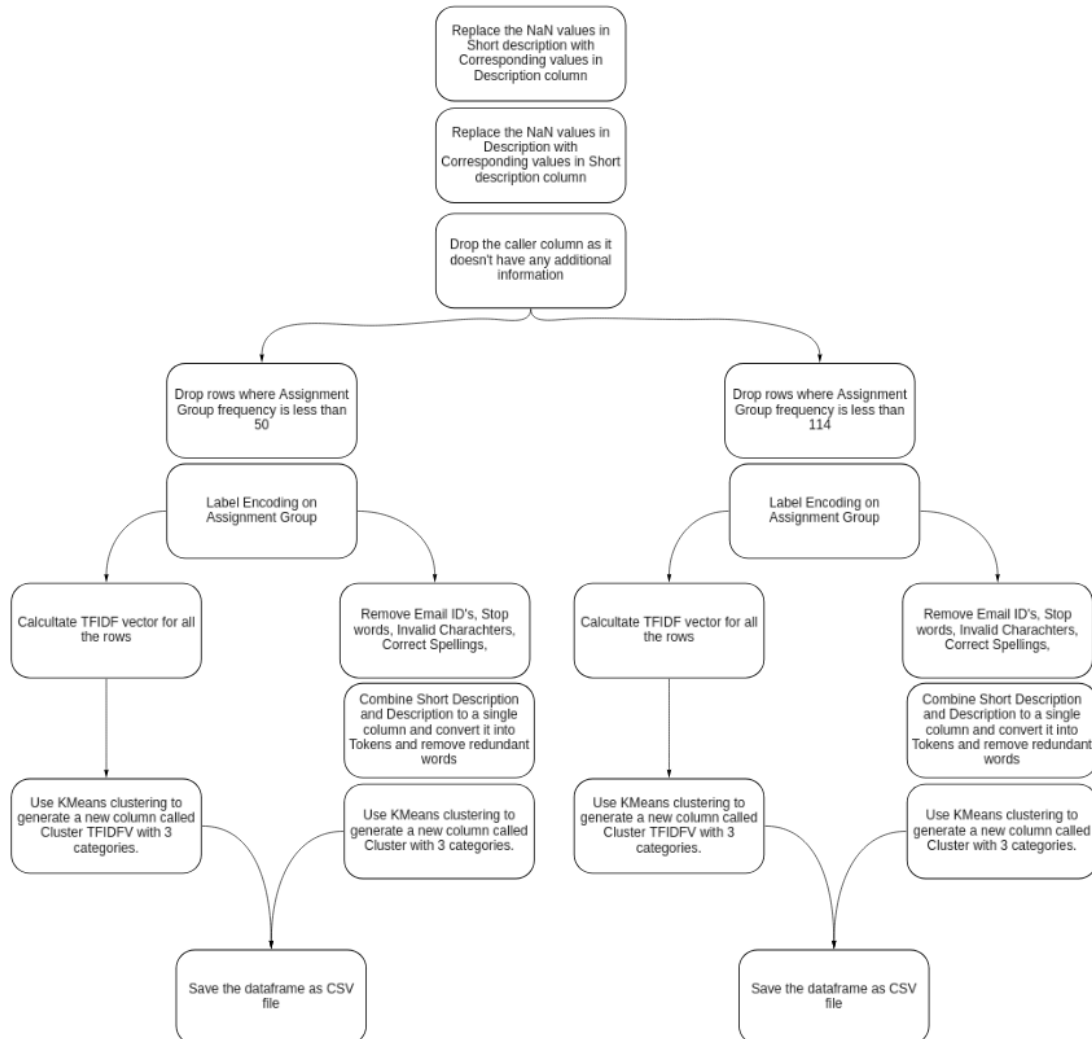 Replace the NaN values in
Short description with
Corresponding values in
Description column
Replace the NaN values in
Description with
Corresponding values in Short
description column
Drop the caller column as it
doesn't have any additional
information
Drop rows where Assignment
Group frequency is less than
50
Drop rows where Assignment
Group frequency is less than
114
Label Encoding on
Assignment Group
Label Encoding on
Assignment Group
Calcultate TFIDF vector for all
the rows
Remove Email ID's, Stop
words, Invalid Charachters,
Correct Spellings,
Calcultate TFIDF vector for all
the rows
Remove Email ID's, Stop
words, Invalid Charachters,
Correct Spellings,
Combine Short Description
and Description to a single
column and convert it into
Tokens and remove redundant
words
Combine Short Description
and Description to a single
column and convert it into
Tokens and remove redundant
words
Use KMeans clustering to
generate a new column called
Cluster TFIDFV with 3
categories.
Use KMeans clustering to
generate a new column called
Cluster with 3 categories.
Use KMeans clustering to
generate a new column called
Cluster TFIDFV with 3
categories.
Use KMeans clustering to
generate a new column called
Cluster with 3 categories.
Save the dataframe as CSV
file
Save the dataframe as CSV
file